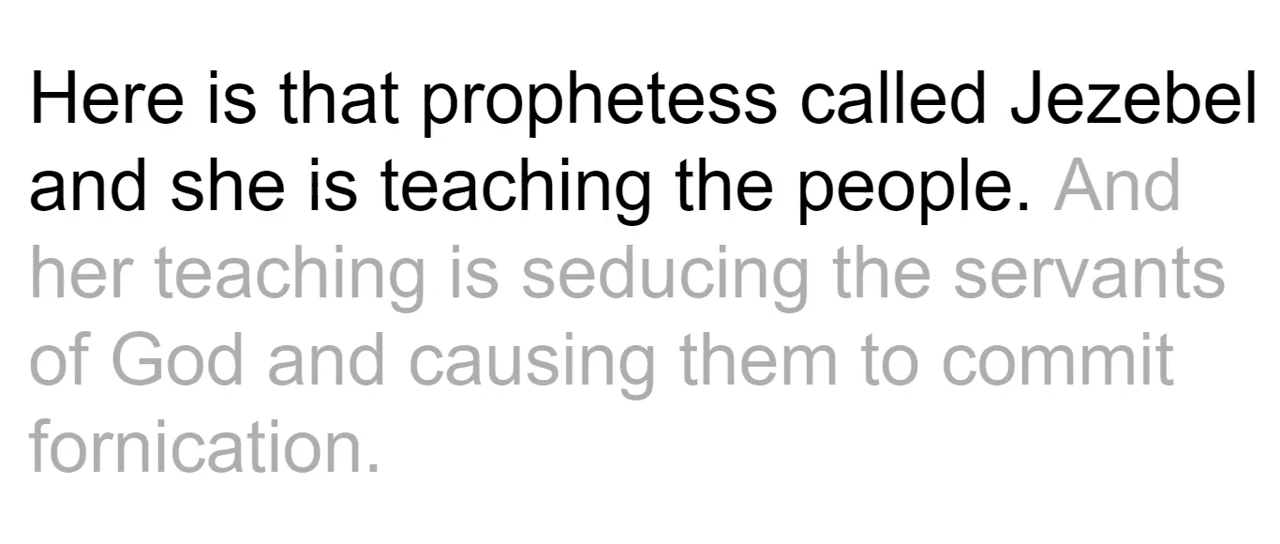 Here is that prophetess called Jezebel
and she is teaching the people. And
her teaching is seducing the servants
of God and causing them to commit
fornication.